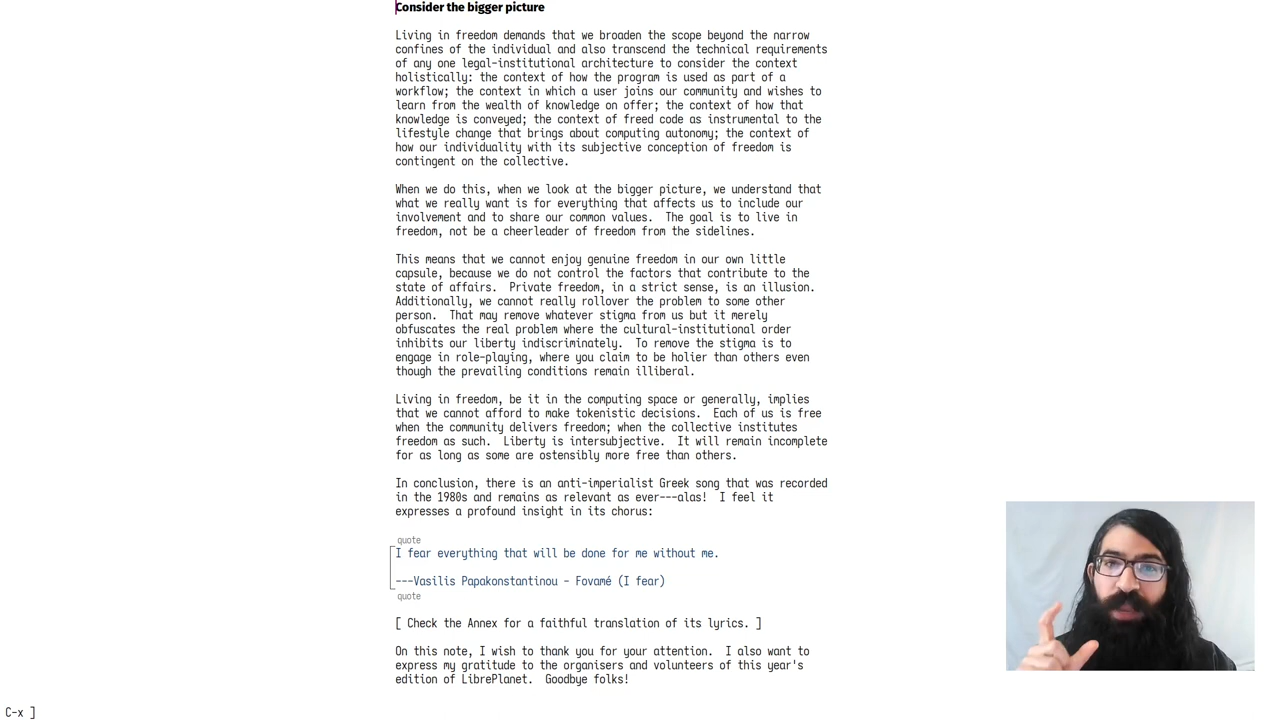 Consider the bigger picture
Living in freedom demands that we broaden the scope beyond the narrow
confines of the individual and also transcend the technical requirements
of any one legal-institutional architecture to consider the context
holistically: the context of how the program is used as part of a
workflow; the context in which a user joins our community and wishes to
learn from the wealth of knowledge on offer; the context of how that
knowledge is conveyed; the context of freed code as instrumental to the
lifestyle change that brings about computing autonomy; the context of
how our individuality with its subjective conception of freedom is
contingent on the collective.
When we do this, when we look at the bigger picture, we understand that
what we really want is for everything that affects us to include our
involvement and to share our common values.  The goal is to live in
freedom, not be a cheerleader of freedom from the sidelines.
This means that we cannot enjoy genuine freedom in our own little
capsule, because we do not control the factors that contribute to the
state of affairs.  Private freedom, in a strict sense, is an illusion.
Additionally, we cannot really rollover the problem to some other
person.  That may remove whatever stigma from us but it merely
obfuscates the real problem where the cultural-institutional order
inhibits our liberty indiscriminately.  To remove the stigma is to
engage in role-playing, where you claim to be holier than others even
though the prevailing conditions remain illiberal.
Living in freedom, be it in the computing space or generally, implies
that we cannot afford to make tokenistic decisions.  Each of us is free
when the community delivers freedom; when the collective institutes
freedom as such.  Liberty is intersubjective.  It will remain incomplete
for as long as some are ostensibly more free than others.
In conclusion, there is an anti-imperialist Greek song that was recorded
in the 1980s and remains as relevant as ever---alas!  I feel it
expresses a profound insight in its chorus:
quote
I fear everything that will be done for me without me.
---Vasilis Papakonstantinou - Fovamé (I fear)
quote
[ Check the Annex for a faithful translation of its lyrics. ]
On this note, I wish to thank you for your attention.  I also want to
express my gratitude to the organisers and volunteers of this year's
edition of LibrePlanet.  Goodbye folks!
C-x ]